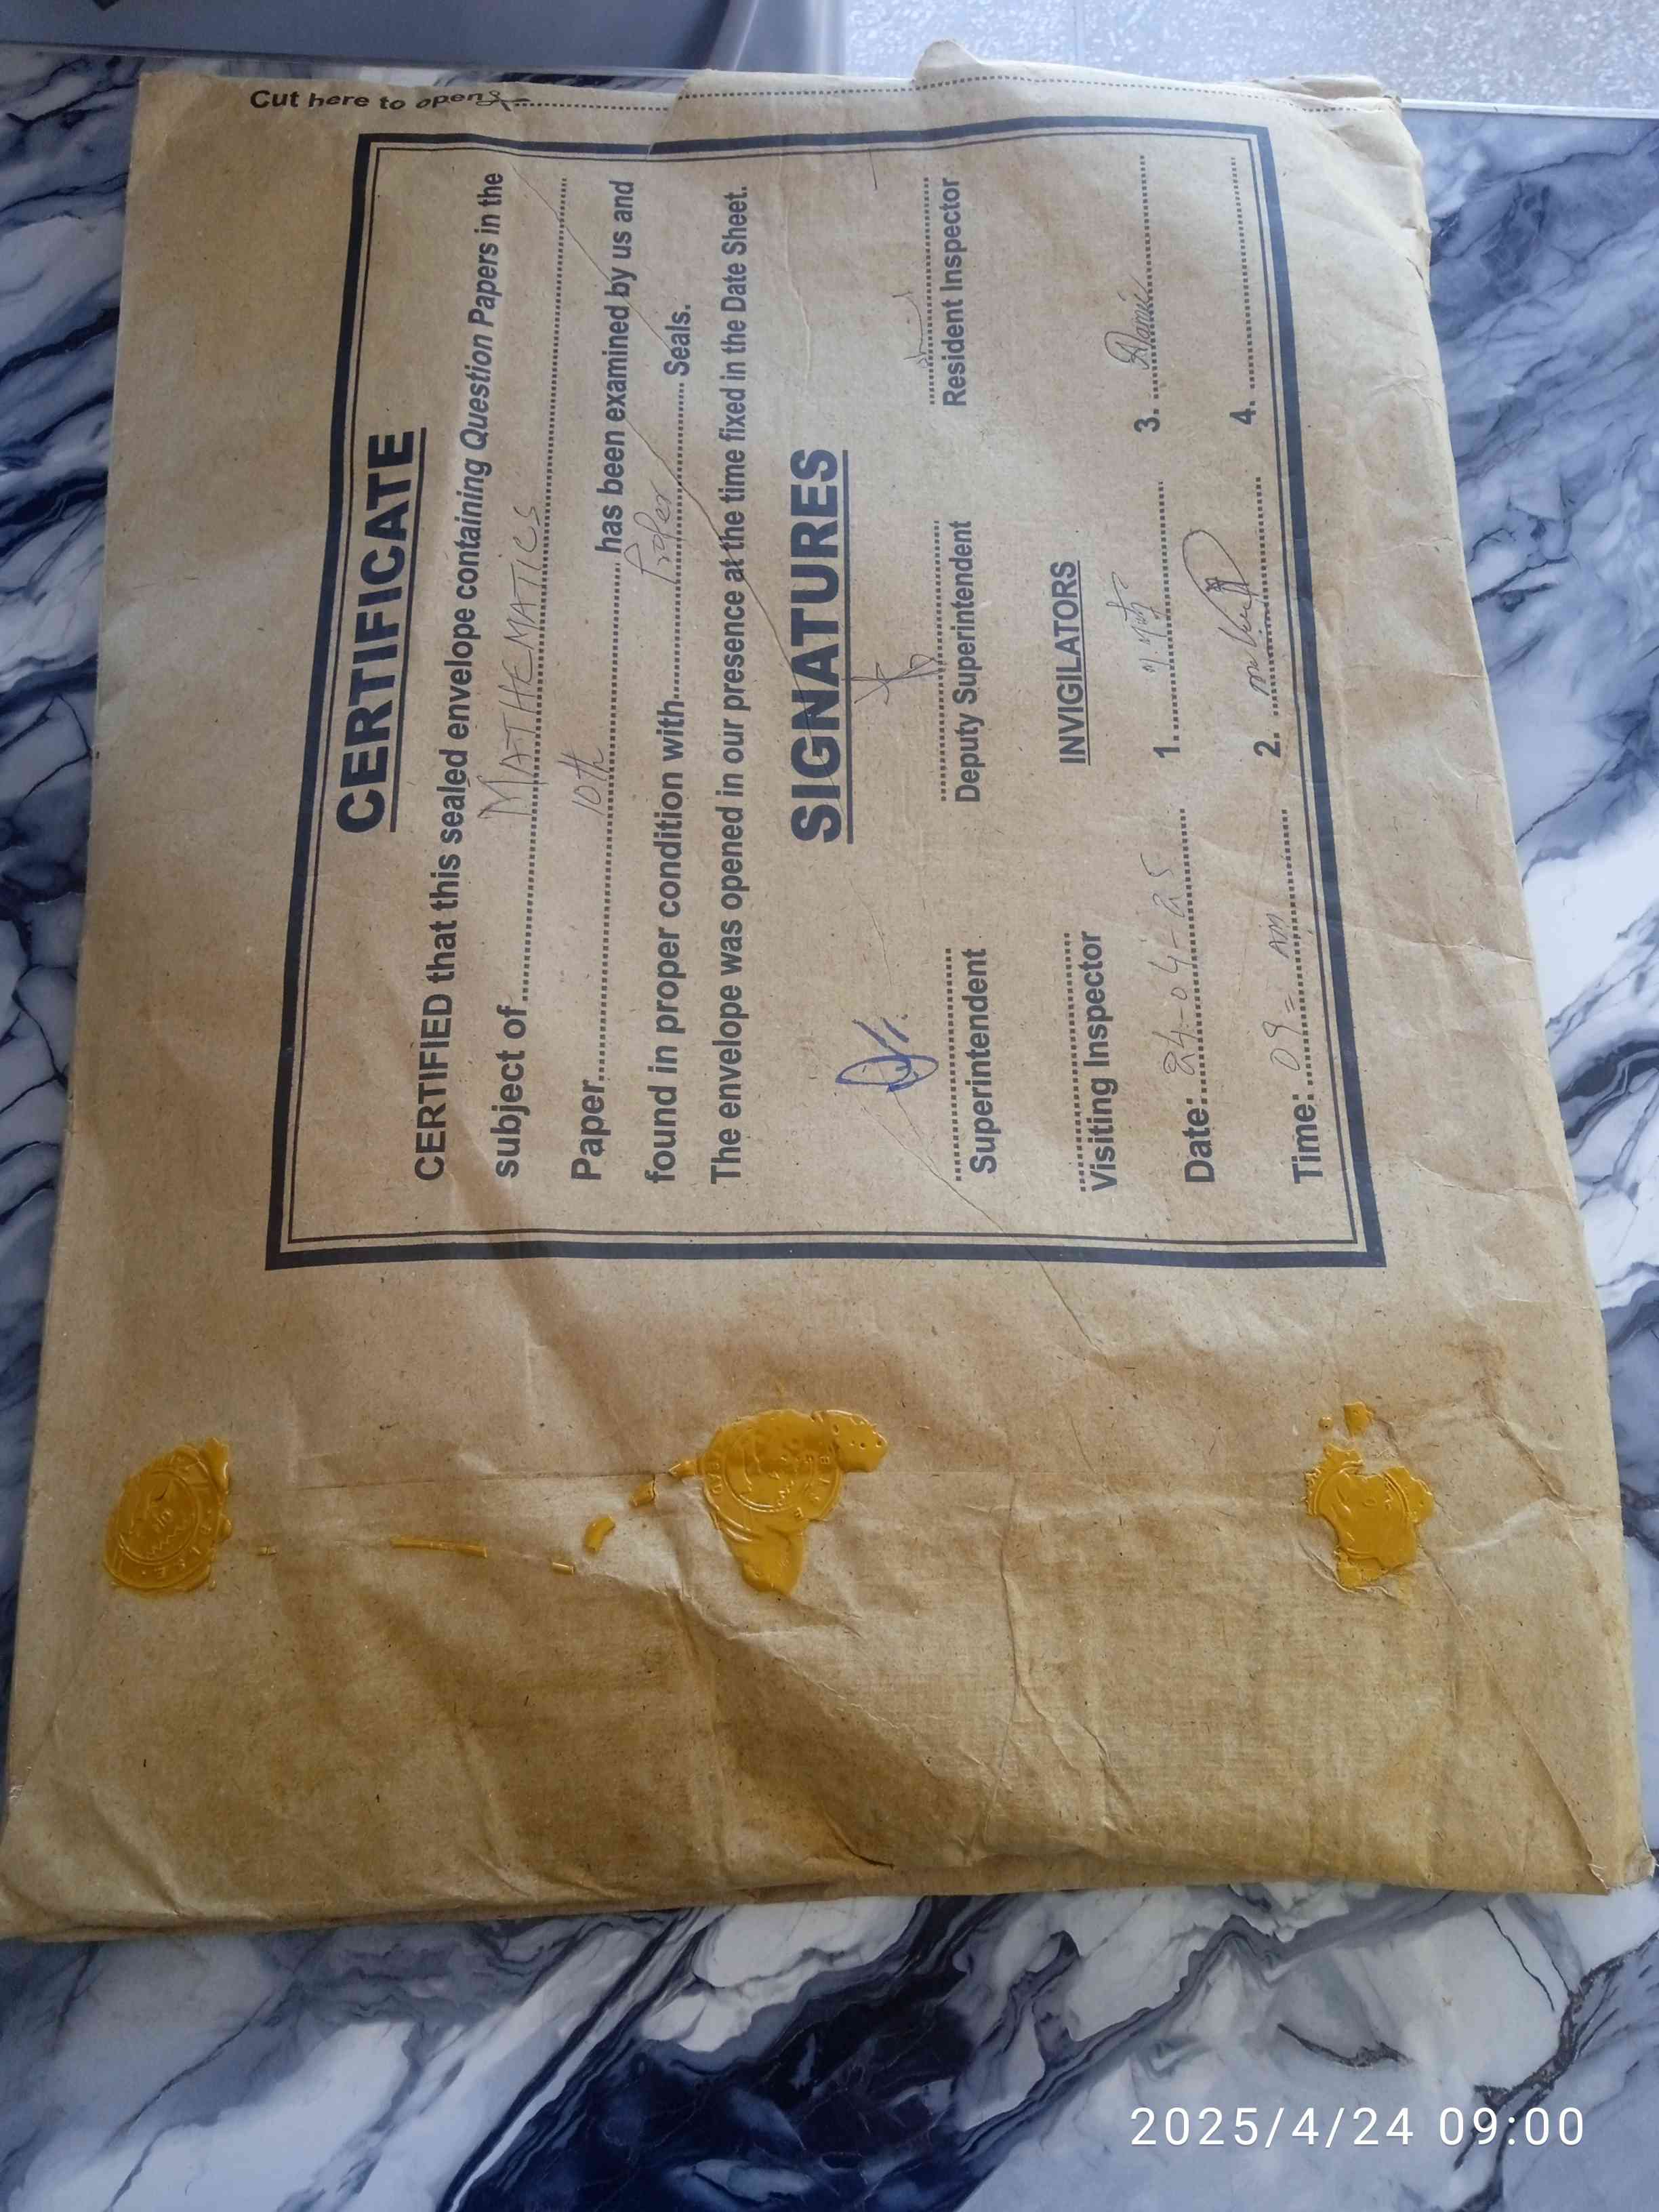 Cut here to open
CERTIFICATE
CERTIFIED that this sealed envelope containing Question Papers in the
subject of MATHEMATICS
Paper 10th has been examined by us and
found in proper condition with Proper Seals.
The envelope was opened in our presence at the time fixed in the Date Sheet.
SIGNATURES
Superintendent Deputy Superintendent Resident Inspector
INVIGILATORS
Visiting Inspector 1. 3.
Date: 24-04-25
2. 4.
Time: 09 = AM
2025/4/24 09:00